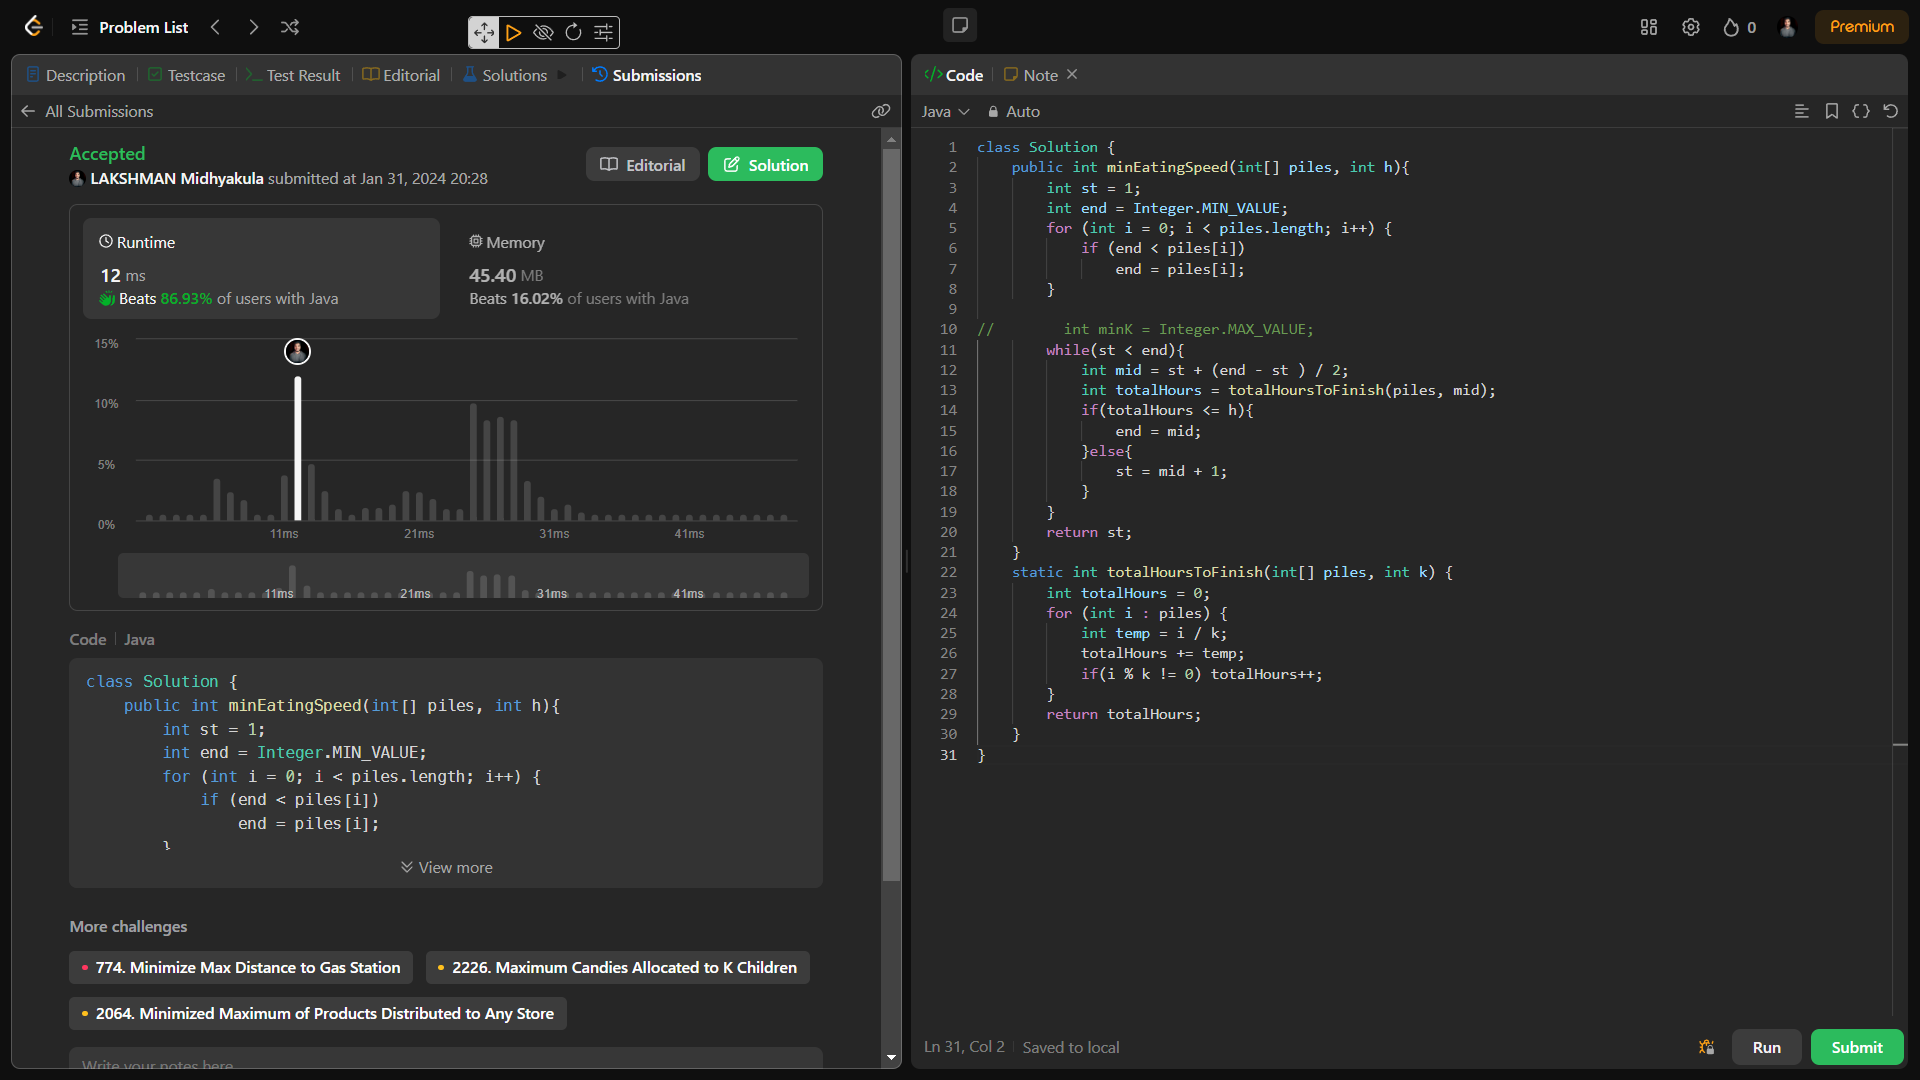 Problem List
0
Premium
Description
Testcase
Test Result
Editorial
Solutions
Submissions
All Submissions
Accepted
LAKSHMAN Midhyakula submitted at Jan 31, 2024 20:28
Editorial
Solution
Runtime
12 ms
Beats 86.93% of users with Java
Memory
45.40 MB
Beats 16.02% of users with Java
15%
10%
5%
0%
11ms 21ms 31ms 41ms
11ms 21ms 31ms 41ms
Code Java
class Solution {
    public int minEatingSpeed(int[] piles, int h){
        int st = 1;
        int end = Integer.MIN_VALUE;
        for (int i = 0; i < piles.length; i++) {
            if (end < piles[i])
                end = piles[i];
        }
View more
More challenges
774. Minimize Max Distance to Gas Station
2226. Maximum Candies Allocated to K Children
2064. Minimized Maximum of Products Distributed to Any Store
Write your notes here
</> Code
Note
Java
Auto
1 class Solution {
2     public int minEatingSpeed(int[] piles, int h){
3         int st = 1;
4         int end = Integer.MIN_VALUE;
5         for (int i = 0; i < piles.length; i++) {
6             if (end < piles[i])
7                 end = piles[i];
8         }
9
10 //        int minK = Integer.MAX_VALUE;
11         while(st < end){
12             int mid = st + (end - st ) / 2;
13             int totalHours = totalHoursToFinish(piles, mid);
14             if(totalHours <= h){
15                 end = mid;
16             }else{
17                 st = mid + 1;
18             }
19         }
20         return st;
21     }
22     static int totalHoursToFinish(int[] piles, int k) {
23         int totalHours = 0;
24         for (int i : piles) {
25             int temp = i / k;
26             totalHours += temp;
27             if(i % k != 0) totalHours++;
28         }
29         return totalHours;
30     }
31 }
Ln 31, Col 2
Saved to local
Run
Submit